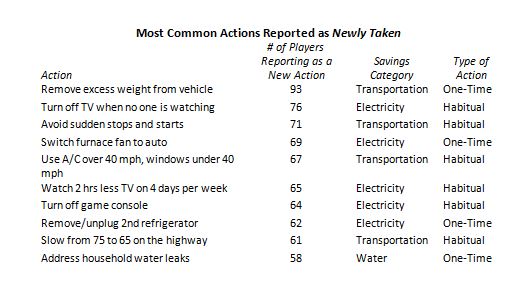 Most Common Actions Reported as Newly Taken
# of Players
Reporting as a Savings Type of
Action New Action Category Action
Remove excess weight from vehicle 93 Transportation One-Time
Turn off TV when no one is watching 76 Electricity Habitual
Avoid sudden stops and starts 71 Transportation Habitual
Switch furnace fan to auto 69 Electricity One-Time
Use A/C over 40 mph, windows under 40 67 Transportation Habitual
mph
Watch 2 hrs less TV on 4 days per week 65 Electricity Habitual
Turn off game console 64 Electricity Habitual
Remove/unplug 2nd refrigerator 62 Electricity One-Time
Slow from 75 to 65 on the highway 61 Transportation Habitual
Address household water leaks 58 Water One-Time